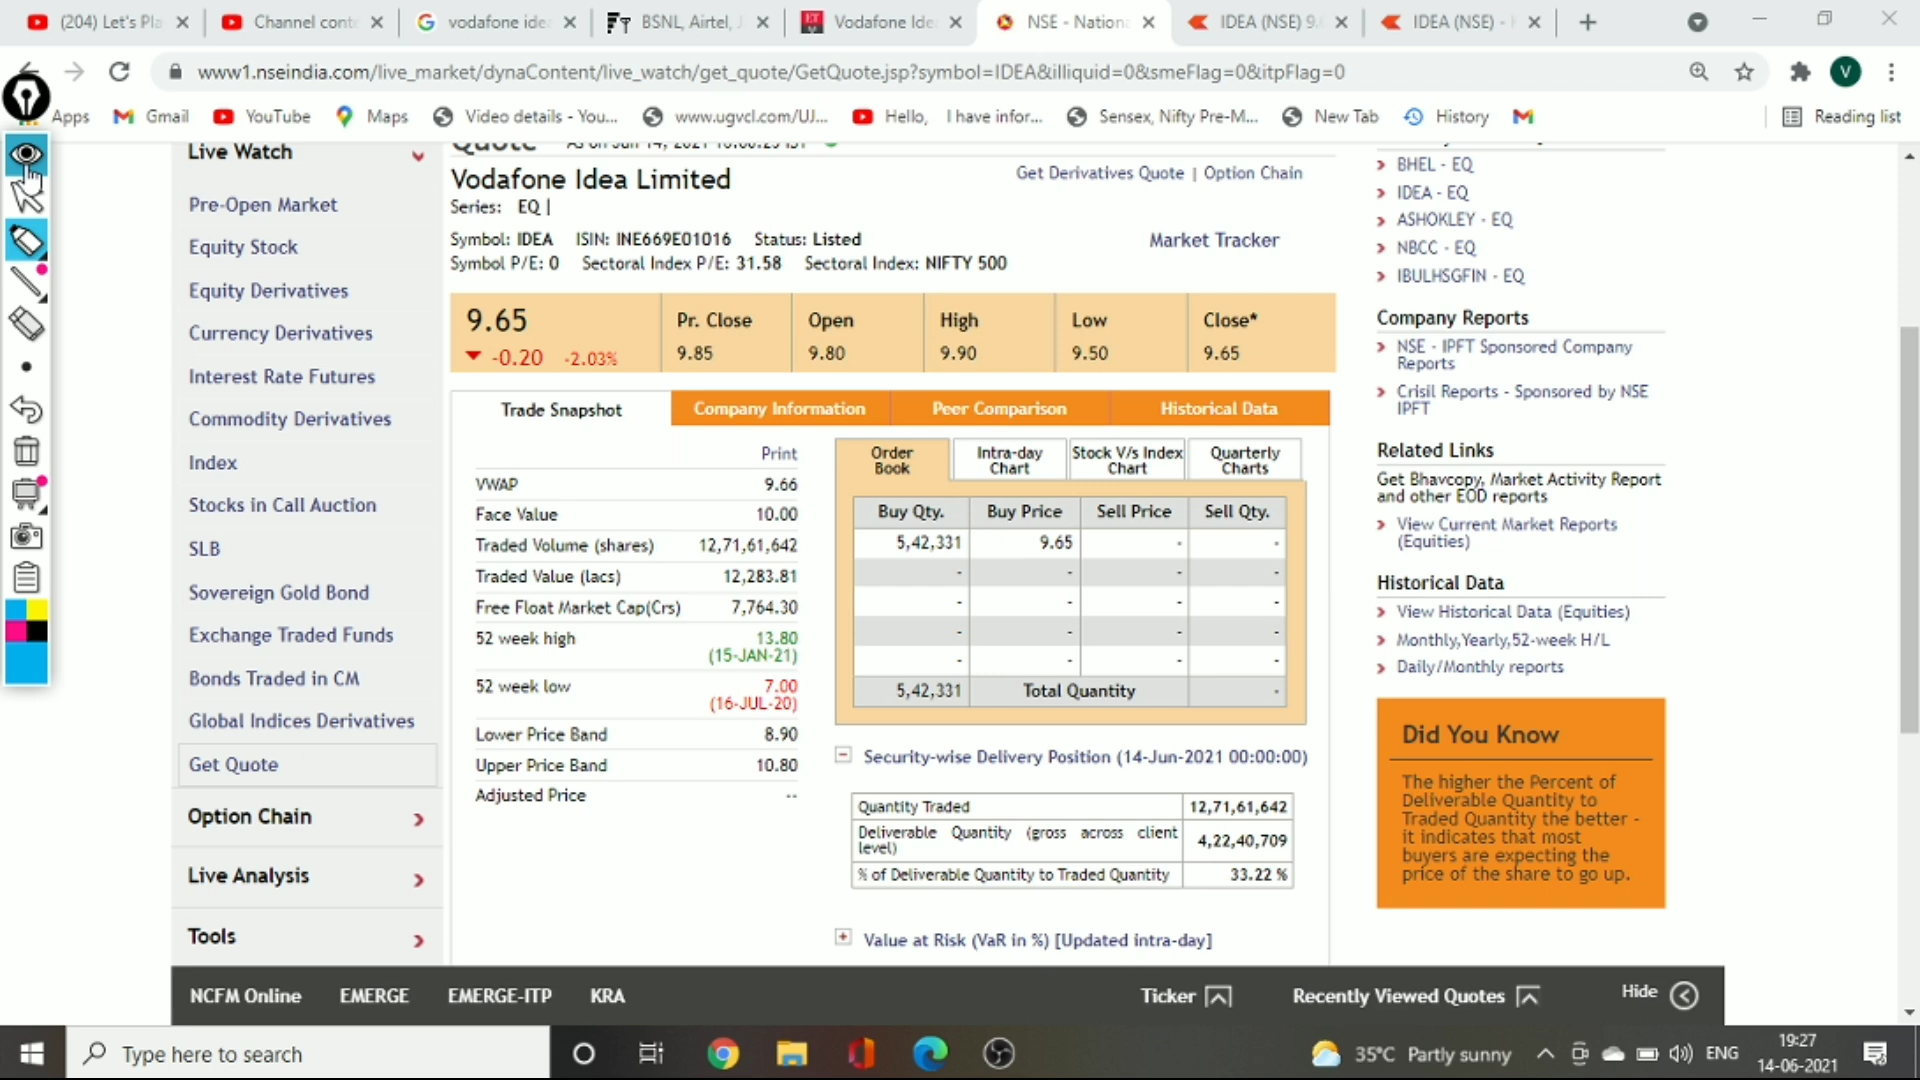 (204) Let's Pla
Channel cont
vodafone ide
BSNL, Airtel, J
Vodafone Ide
NSE - Nation
IDEA (NSE) 9.
IDEA (NSE) -
www1.nseindia.com/live_market/dynaContent/live_watch/get_quote/GetQuote.jsp?symbol=IDEA&illiquid=0&smeFlag=0&itpFlag=0
V
Apps
Gmail
YouTube
Maps
Video details - You...
www.ugvcl.com/UJ...
Hello, I have infor...
Sensex, Nifty Pre-M...
New Tab
History
Reading list
Live Watch
Pre-Open Market
Equity Stock
Equity Derivatives
Currency Derivatives
Interest Rate Futures
Commodity Derivatives
Index
Stocks in Call Auction
SLB
Sovereign Gold Bond
Exchange Traded Funds
Bonds Traded in CM
Global Indices Derivatives
Get Quote
Option Chain
Live Analysis
Tools
Quote
Vodafone Idea Limited
Get Derivatives Quote | Option Chain
Series: EQ |
Symbol: IDEA ISIN: INE669E01016 Status: Listed
Market Tracker
Symbol P/E: 0 Sectoral Index P/E: 31.58 Sectoral Index: NIFTY 500
9.65
-0.20 -2.03%
Pr. Close Open High Low Close*
9.85 9.80 9.90 9.50 9.65
Trade Snapshot
Company Information
Peer Comparison
Historical Data
Print
VWAP 9.66
Face Value 10.00
Traded Volume (shares) 12,71,61,642
Traded Value (lacs) 12,283.81
Free Float Market Cap(Crs) 7,764.30
52 week high 13.80
(15-JAN-21)
52 week low 7.00
(16-JUL-20)
Lower Price Band 8.90
Upper Price Band 10.80
Adjusted Price --
Order Book
Intra-day Chart
Stock V/s Index Chart
Quarterly Charts
Buy Qty. Buy Price Sell Price Sell Qty.
5,42,331 9.65 - -
- - - -
- - - -
- - - -
- - - -
5,42,331 Total Quantity -
Security-wise Delivery Position (14-Jun-2021 00:00:00)
Quantity Traded 12,71,61,642
Deliverable Quantity (gross across client level) 4,22,40,709
% of Deliverable Quantity to Traded Quantity 33.22 %
Value at Risk (VaR in %) [Updated intra-day]
BHEL - EQ
IDEA - EQ
ASHOKLEY - EQ
NBCC - EQ
IBULHSGFIN - EQ
Company Reports
NSE - IPFT Sponsored Company
Reports
Crisil Reports - Sponsored by NSE
IPFT
Related Links
Get Bhavcopy, Market Activity Report
and other EOD reports
View Current Market Reports
(Equities)
Historical Data
View Historical Data (Equities)
Monthly,Yearly,52-week H/L
Daily/Monthly reports
Did You Know
The higher the Percent of
Deliverable Quantity to
Traded Quantity the better -
it indicates that most
buyers are expecting the
price of the share to go up.
NCFM Online
EMERGE
EMERGE-ITP
KRA
Ticker
Recently Viewed Quotes
Hide
Type here to search
35°C Partly sunny
ENG
19:27
14-06-2021